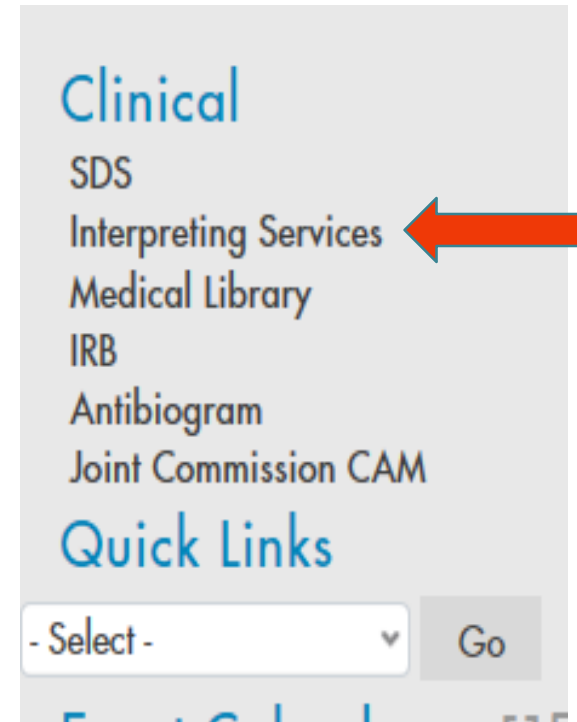 Clinical
SDS
Interpreting Services
Medical Library
IRB
Antibiogram
Joint Commission CAM
Quick Links
- Select - Go